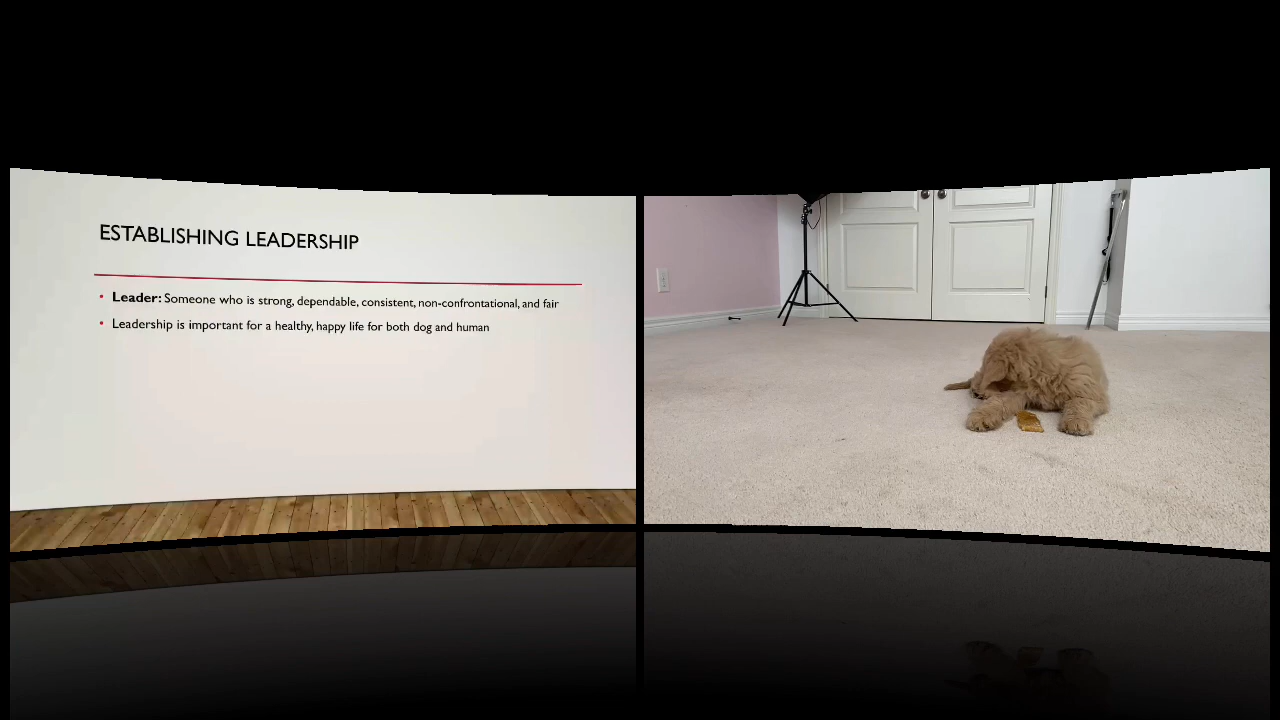 ESTABLISHING LEADERSHIP
• Leader: Someone who is strong, dependable, consistent, non-confrontational, and fair
• Leadership is important for a healthy, happy life for both dog and human